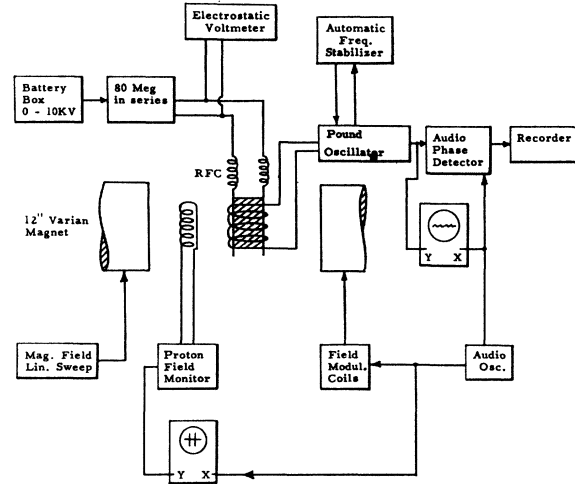 Electrostatic
Voltmeter
Automatic
Freq.
Stabilizer
Battery
Box
0 - 10KV
80 Meg
in series
Pound
Oscillator
Audio
Phase
Detector
Recorder
RFC
12" Varian
Magnet
Y X
Mag. Field
Lin. Sweep
Proton
Field
Monitor
Field
Modul.
Coils
Audio
Osc.
Y X